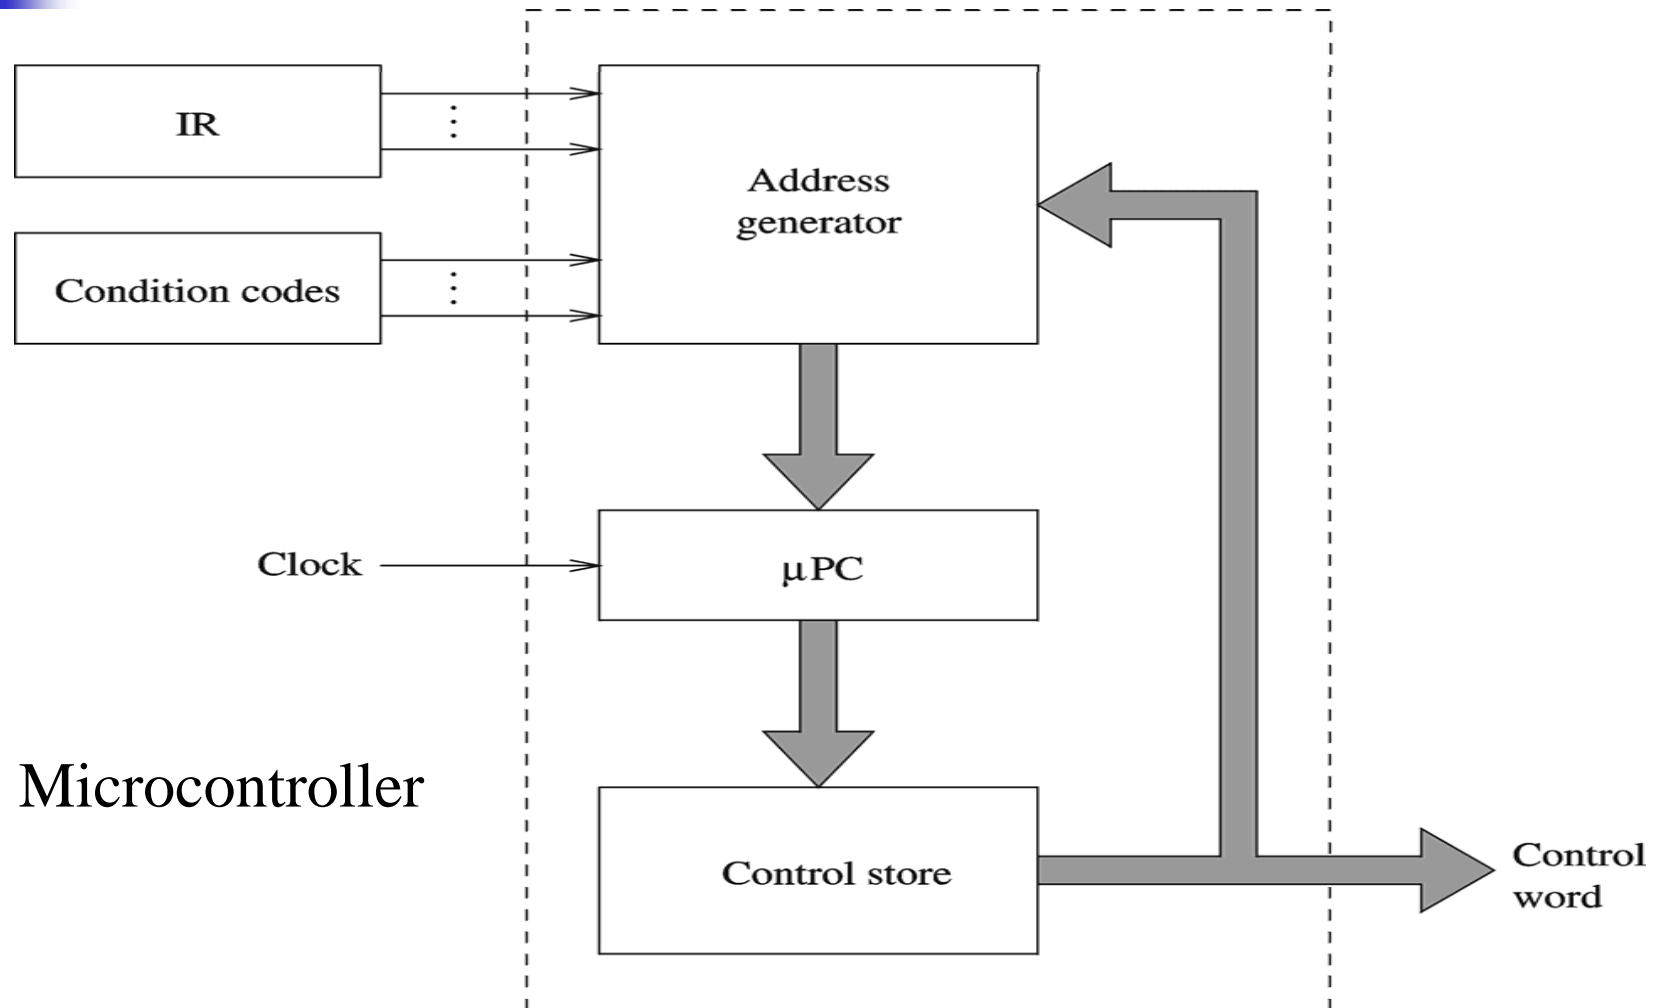 IR
Address
generator
Condition codes
Clock
μPC
Microcontroller
Control store
Control
word